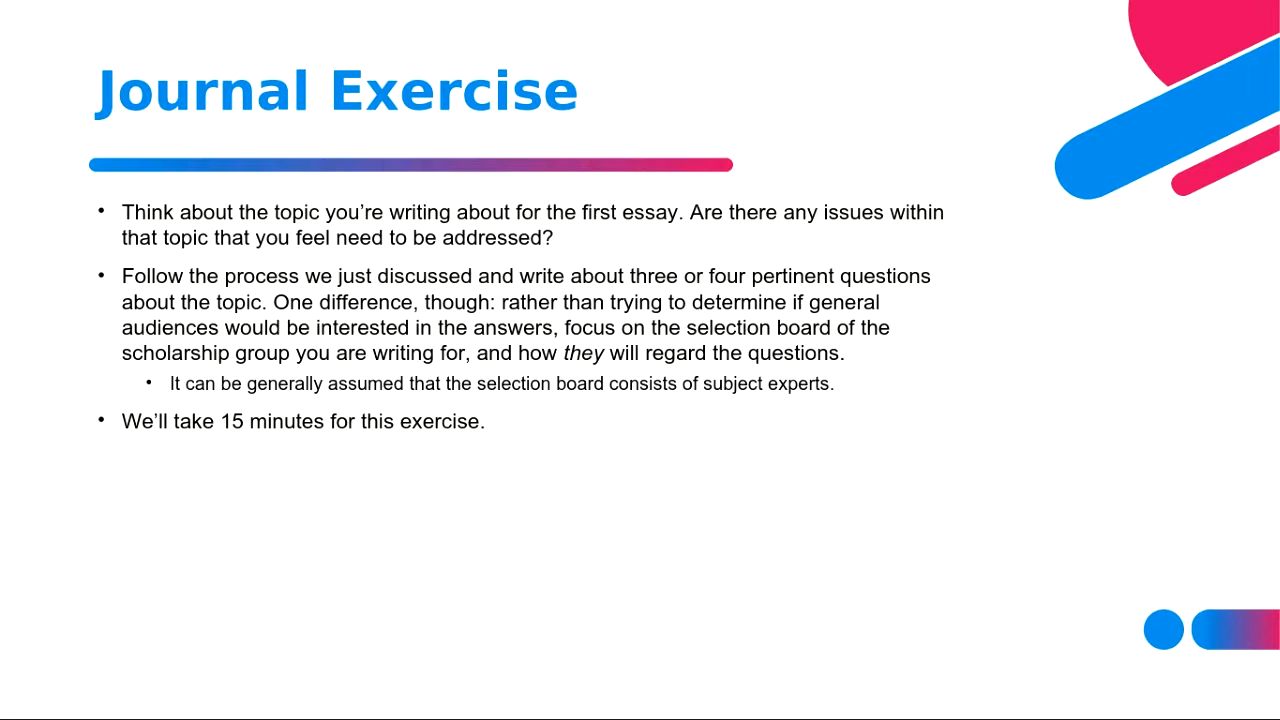 Journal Exercise
• Think about the topic you’re writing about for the first essay. Are there any issues within
that topic that you feel need to be addressed?
• Follow the process we just discussed and write about three or four pertinent questions
about the topic. One difference, though: rather than trying to determine if general
audiences would be interested in the answers, focus on the selection board of the
scholarship group you are writing for, and how they will regard the questions.
• It can be generally assumed that the selection board consists of subject experts.
• We’ll take 15 minutes for this exercise.